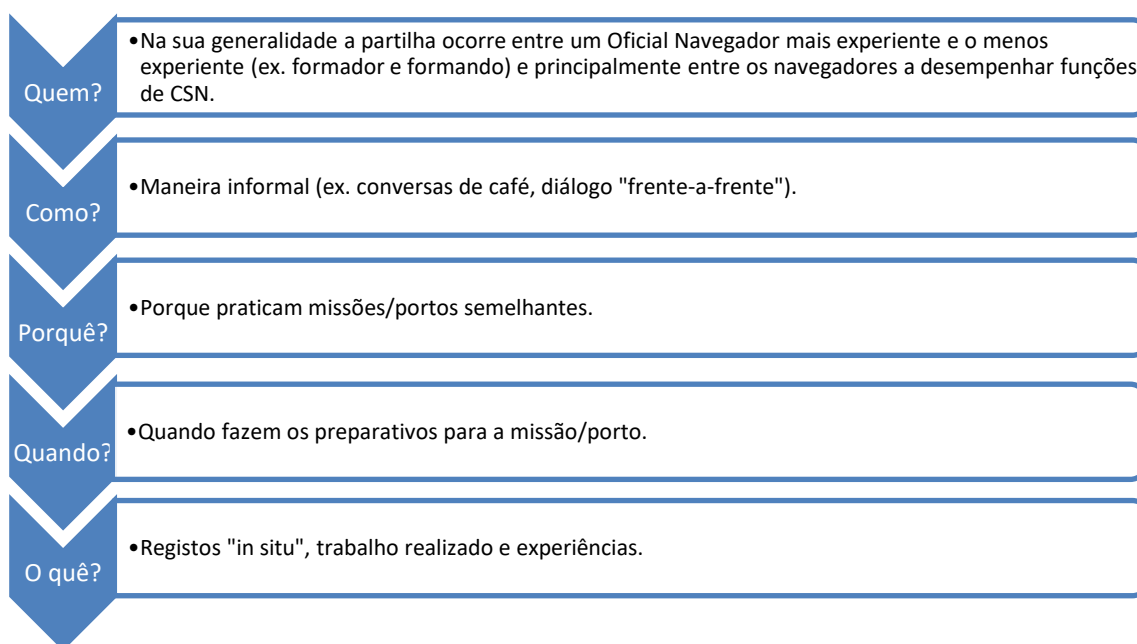 Quem?
•Na sua generalidade a partilha ocorre entre um Oficial Navegador mais experiente e o menos
experiente (ex. formador e formando) e principalmente entre os navegadores a desempenhar funções
de CSN.
Como?
•Maneira informal (ex. conversas de café, diálogo "frente-a-frente").
Porquê?
•Porque praticam missões/portos semelhantes.
Quando?
•Quando fazem os preparativos para a missão/porto.
O quê?
•Registos "in situ", trabalho realizado e experiências.